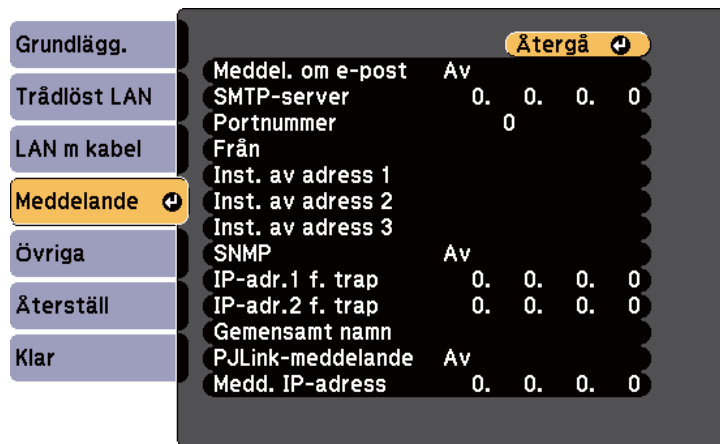 Grundlägg.
Trådlöst LAN
LAN m kabel
Meddelande
Övriga
Återställ
Klar
Återgå
Meddel. om e-post Av
SMTP-server 0. 0. 0. 0
Portnummer 0
Från
Inst. av adress 1
Inst. av adress 2
Inst. av adress 3
SNMP Av
IP-adr.1 f. trap 0. 0. 0. 0
IP-adr.2 f. trap 0. 0. 0. 0
Gemensamt namn
PJLink-meddelande Av
Medd. IP-adress 0. 0. 0. 0